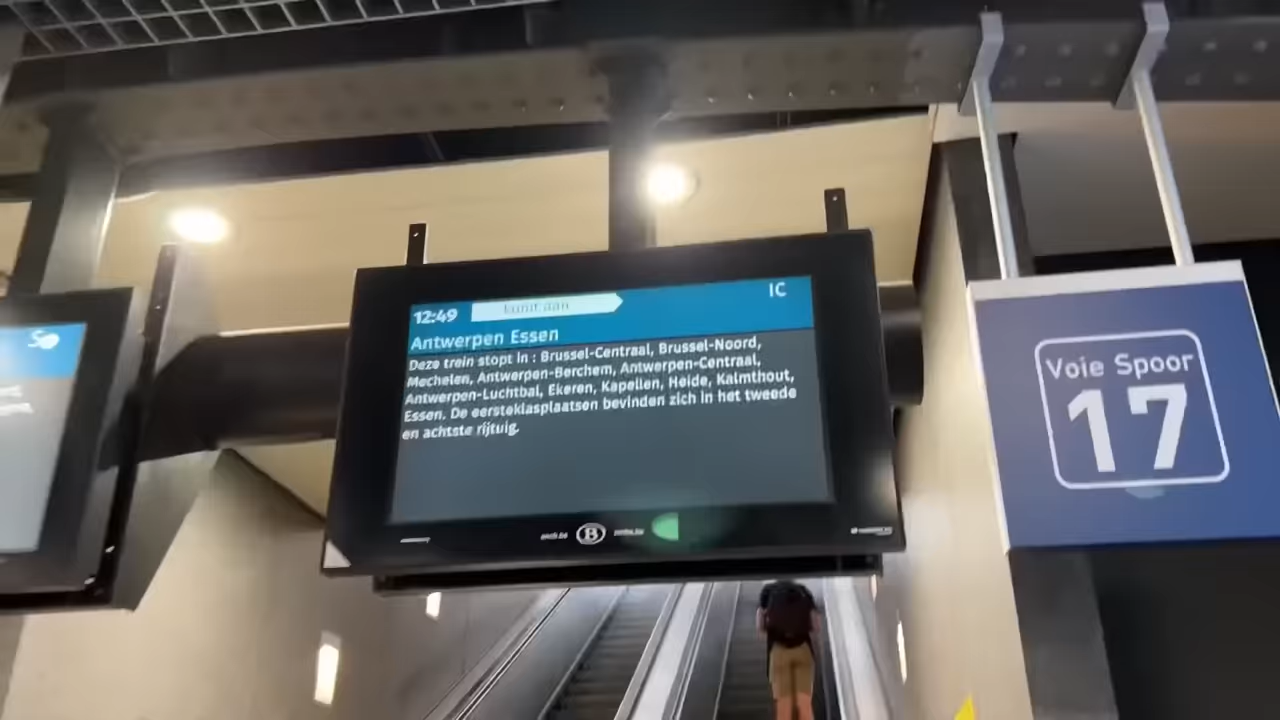 12:49 komt aan IC
Antwerpen Essen
Deze trein stopt in : Brussel-Centraal, Brussel-Noord,
Mechelen, Antwerpen-Berchem, Antwerpen-Centraal,
Antwerpen-Luchtbal, Ekeren, Kapellen, Heide, Kalmthout,
Essen. De eersteklasplaatsen bevinden zich in het tweede
en achtste rijtuig.
B
Voie Spoor
17